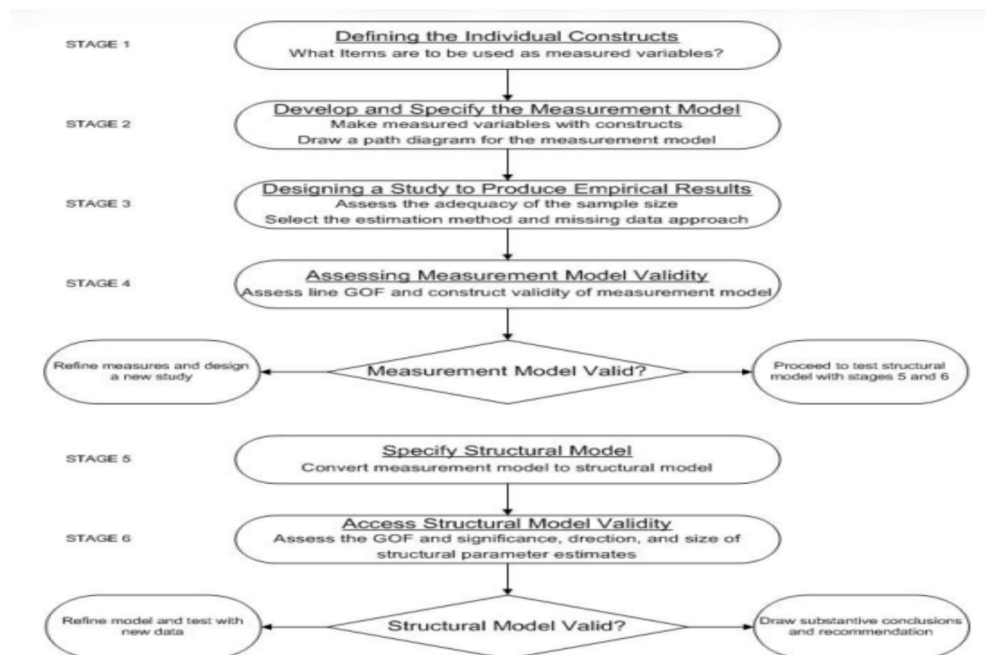 STAGE 1
Defining the Individual Constructs
What Items are to be used as measured variables?
STAGE 2
Develop and Specify the Measurement Model
Make measured variables with constructs
Draw a path diagram for the measurement model
STAGE 3
Designing a Study to Produce Empirical Results
Assess the adequacy of the sample size
Select the estimation method and missing data approach
STAGE 4
Assessing Measurement Model Validity
Assess line GOF and construct validity of measurement model
Refine measures and design
a new study
Measurement Model Valid?
Proceed to test structural
model with stages 5 and 6
STAGE 5
Specify Structural Model
Convert measurement model to structural model
STAGE 6
Access Structural Model Validity
Assess the GOF and significance, drection, and size of
structural parameter estimates
Refine model and test with
new data
Structural Model Valid?
Draw substantive conclusions
and recommendation